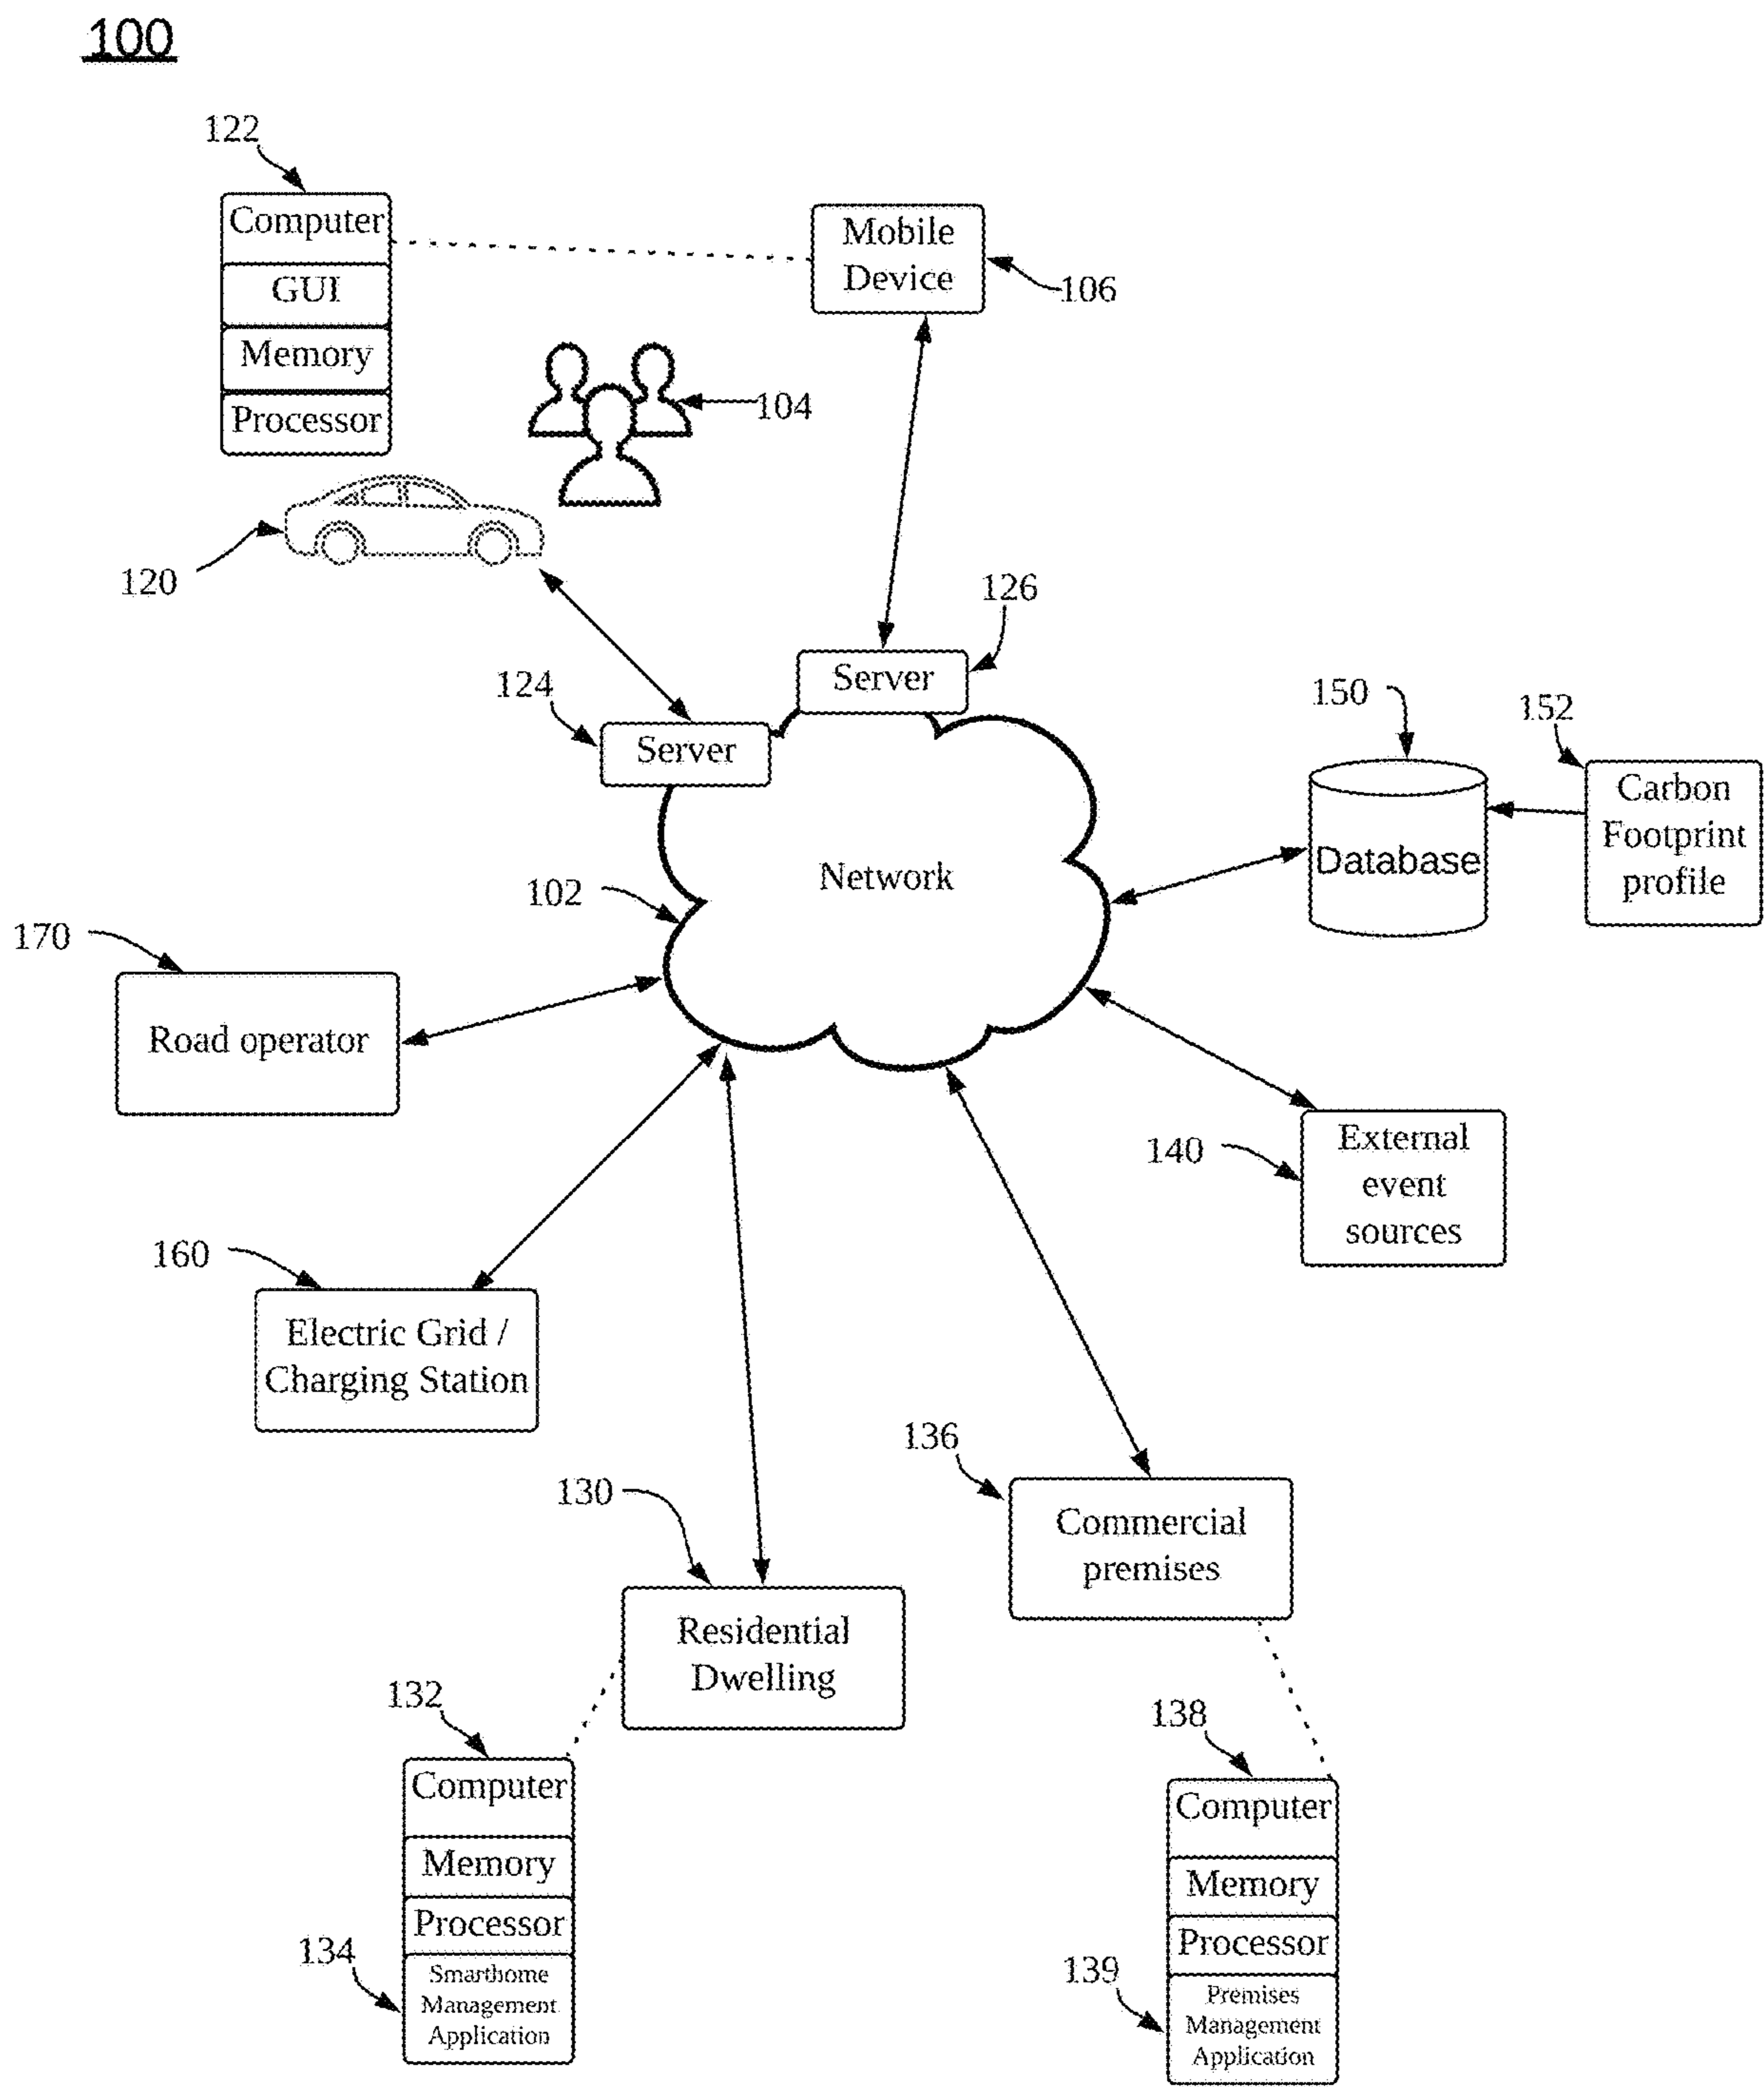 100
122
Computer
GUI
Memory
Processor
Mobile
Device
106
104
120
126
Server
124
Server
150
152
Database
Carbon
Footprint
profile
Network
102
170
Road operator
140
External
event
sources
160
Electric Grid /
Charging Station
136
Commercial
premises
130
Residential
Dwelling
132
Computer
Memory
Processor
134
Smarthome
Management
Application
138
Computer
Memory
Processor
139
Premises
Management
Application